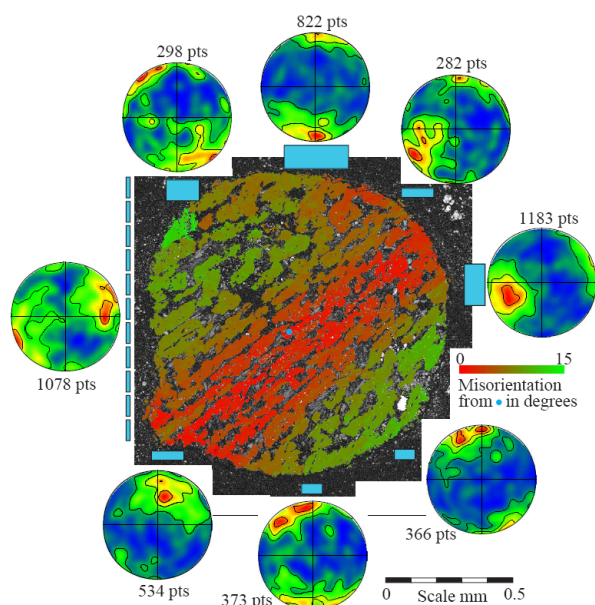 822 pts
298 pts
282 pts
1183 pts
0 15
Misorientation
from • in degrees
1078 pts
366 pts
534 pts
373 pts
0 Scale mm 0.5